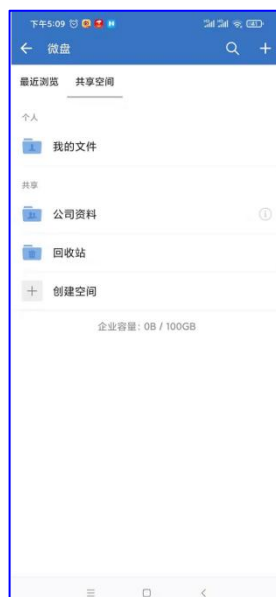 下午5:09
微盘
最近浏览 共享空间
个人
我的文件
共享
公司资料
回收站
创建空间
企业容量: 0B / 100GB